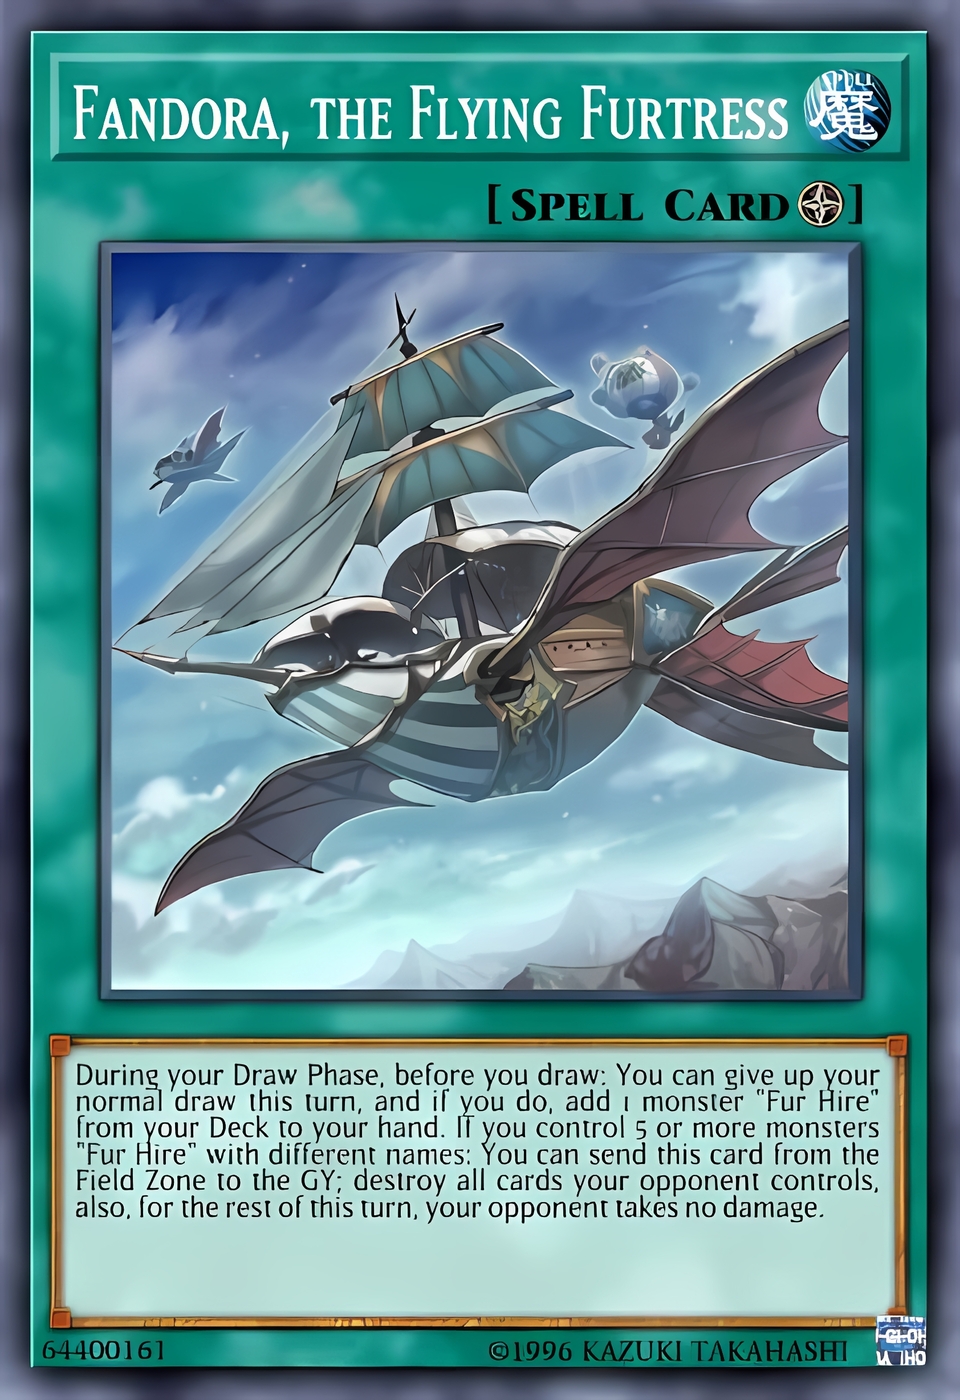 FANDORA, THE FLYING FURTRESS
魔
[SPELL CARD]
During your Draw Phase, before you draw: You can give up your
normal draw this turn, and if you do, add 1 monster "Fur Hire"
from your Deck to your hand. If you control 5 or more monsters
"Fur Hire" with different names: You can send this card from the
Field Zone to the GY; destroy all cards your opponent controls,
also, for the rest of this turn, your opponent takes no damage.
64400161
©1996 KAZUKI TAKAHASHI